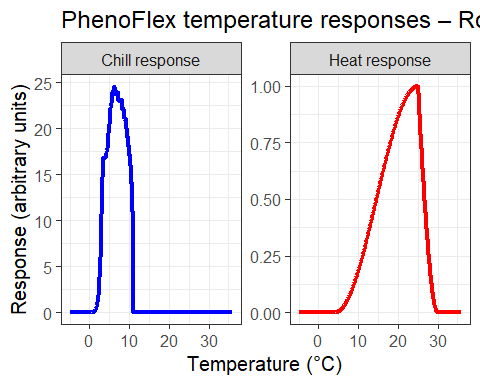 PhenoFlex temperature responses – Ro
Chill response
Heat response
Response (arbitrary units)
25
20
15
10
5
0
1.00
0.75
0.50
0.25
0.00
0 10 20 30
0 10 20 30
Temperature (°C)